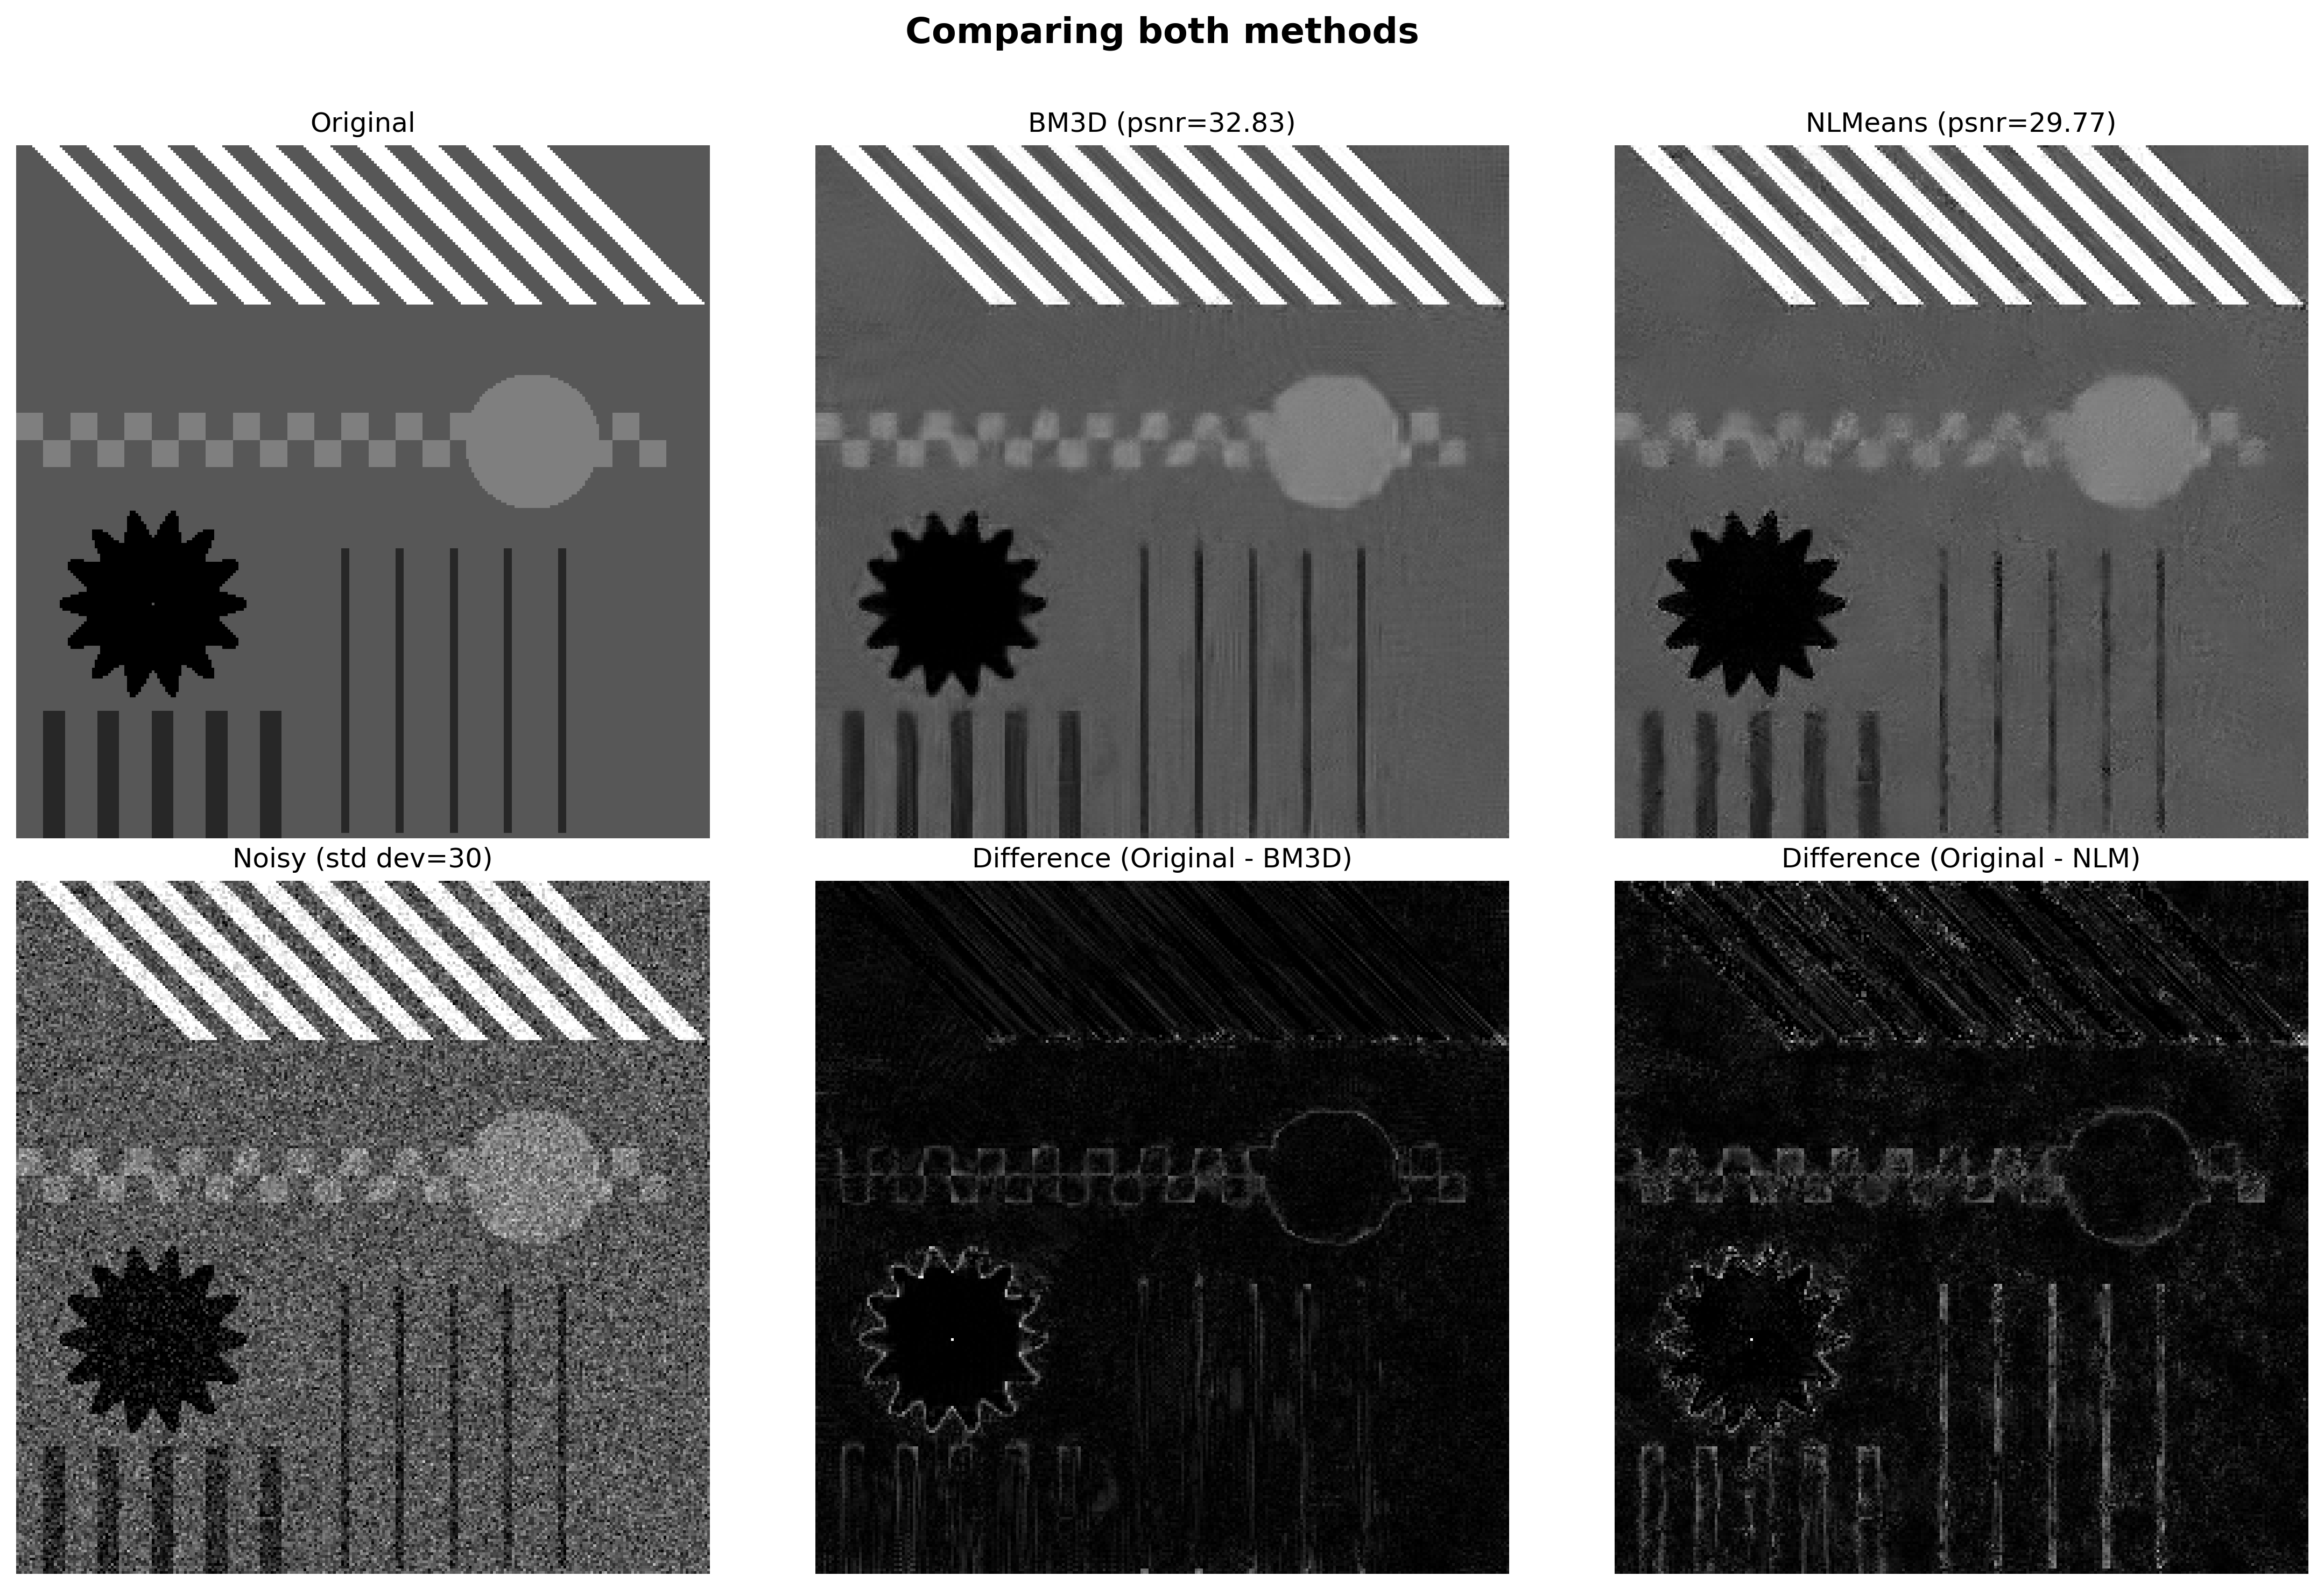 Comparing both methods
Original
BM3D (psnr=32.83)
NLMeans (psnr=29.77)
Noisy (std dev=30)
Difference (Original - BM3D)
Difference (Original - NLM)